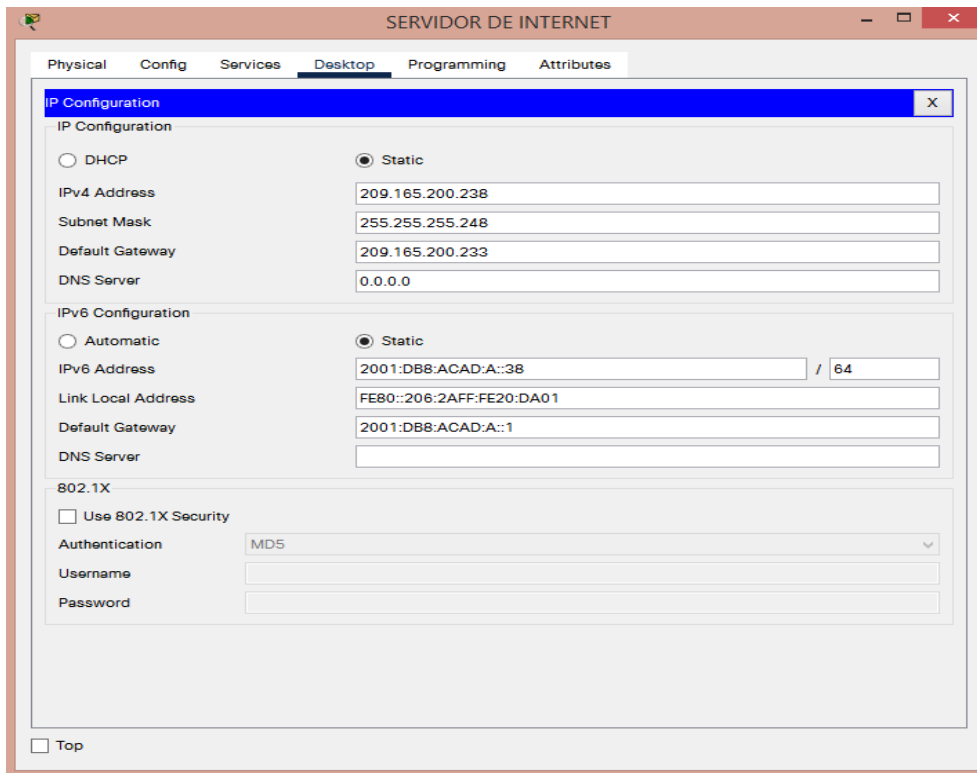 SERVIDOR DE INTERNET
Physical Config Services Desktop Programming Attributes
IP Configuration X
IP Configuration
DHCP Static
IPv4 Address 209.165.200.238
Subnet Mask 255.255.255.248
Default Gateway 209.165.200.233
DNS Server 0.0.0.0
IPv6 Configuration
Automatic Static
IPv6 Address 2001:DB8:ACAD:A::38 / 64
Link Local Address FE80::206:2AFF:FE20:DA01
Default Gateway 2001:DB8:ACAD:A::1
DNS Server
802.1X
Use 802.1X Security
Authentication MD5
Username
Password
Top